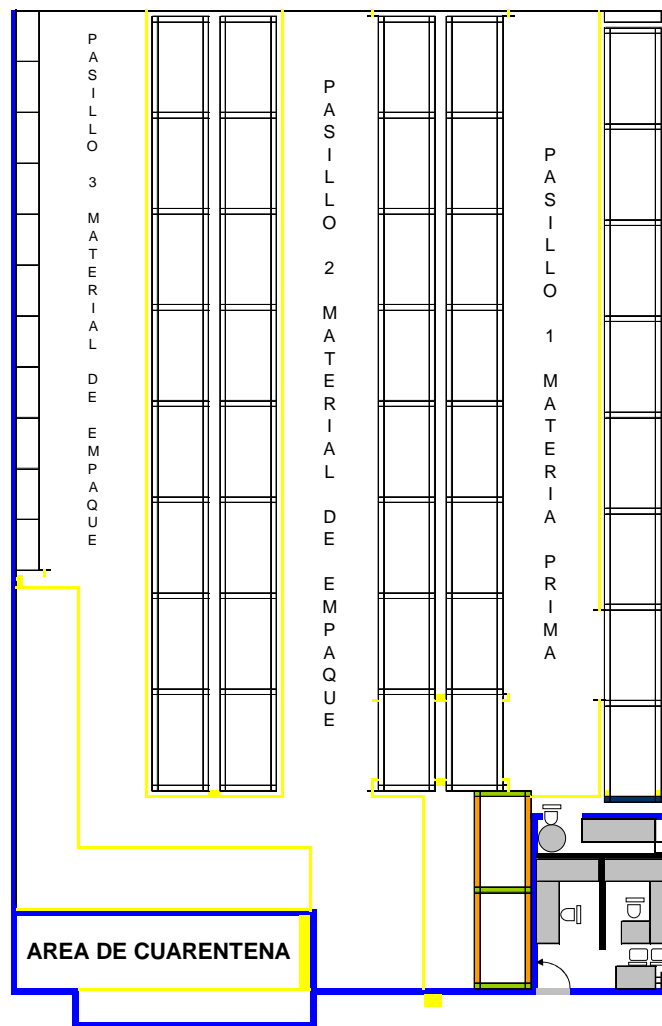 PASILLO 3 MATERIAL DE EMPAQUE
PASILLO 2 MATERIAL DE EMPAQUE
PASILLO 1 MATERIA PRIMA
AREA DE CUARENTENA